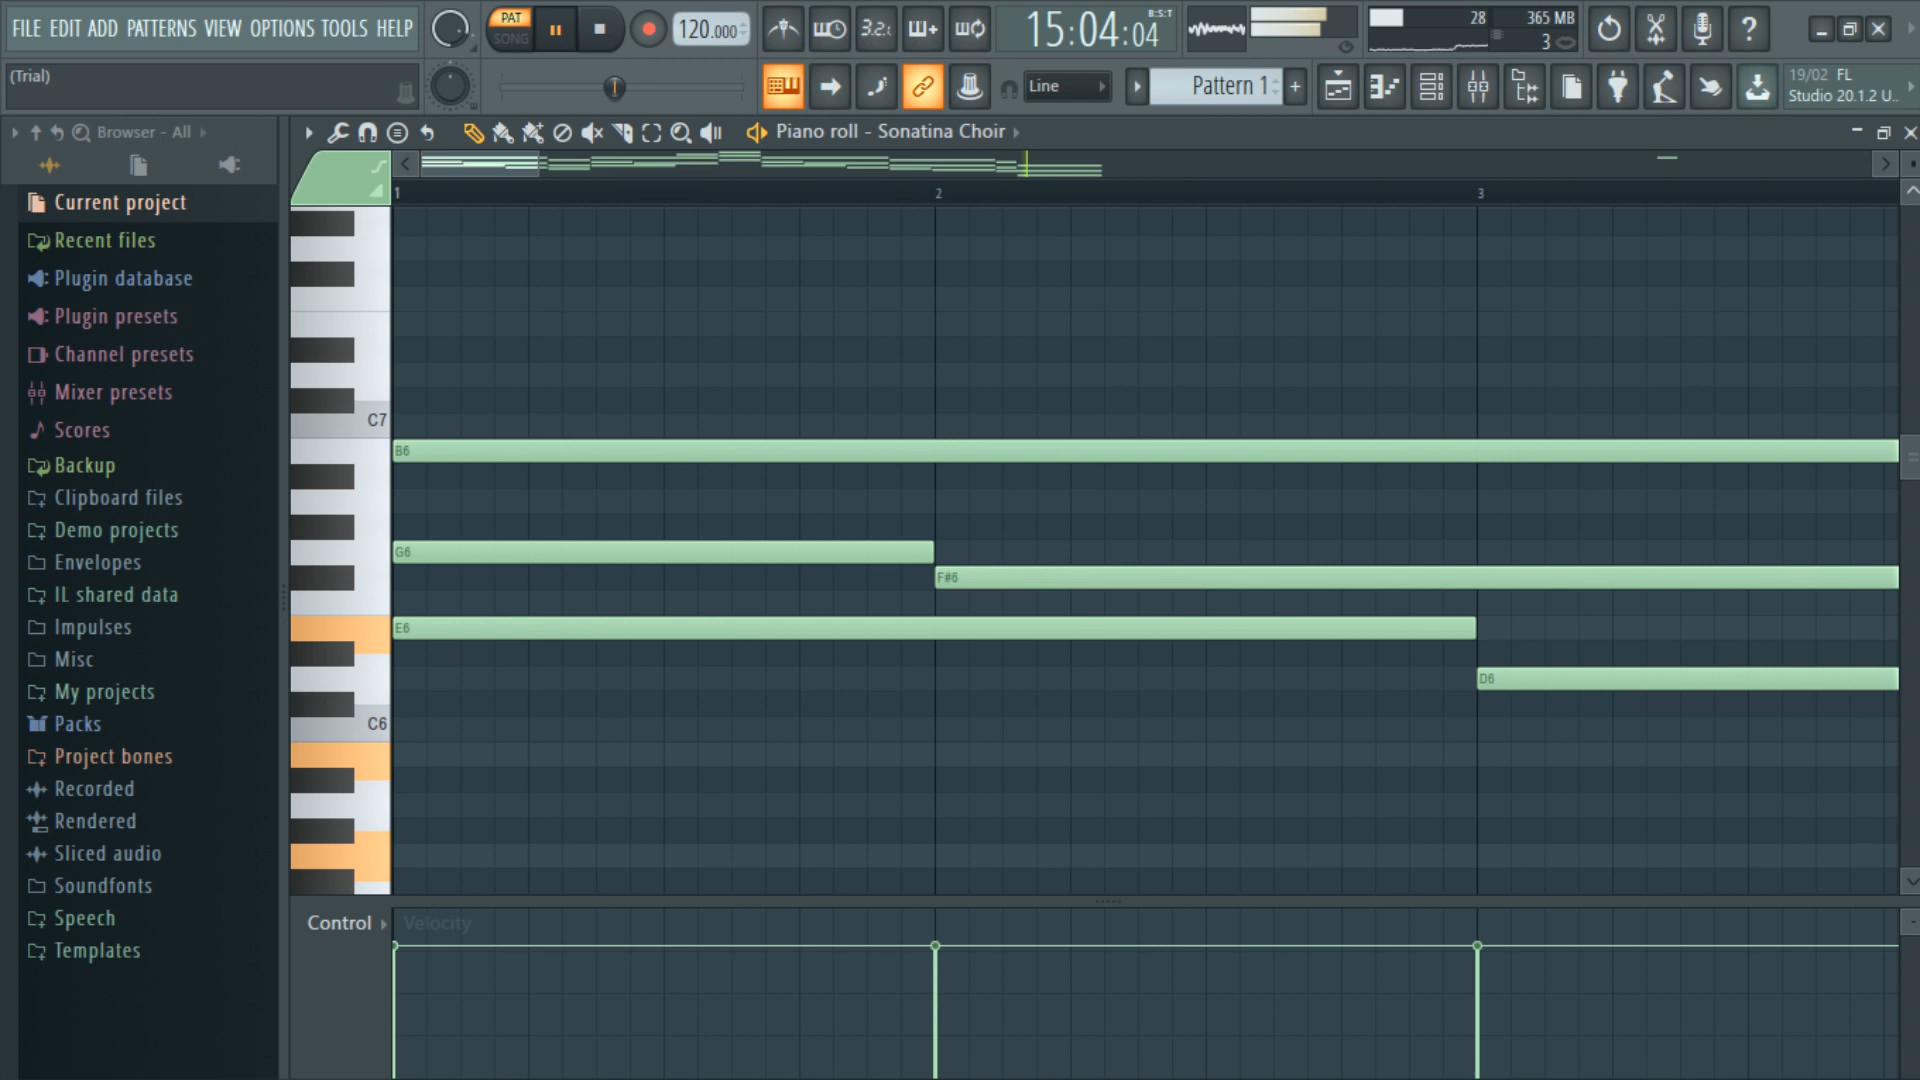 FILE EDIT ADD PATTERNS VIEW OPTIONS TOOLS HELP
PAT
SONG
120.000
3.2.
15:04:04
B:S:T
28
365 MB
3
?
(Trial)
Line
Pattern 1
+
19/02 FL
Studio 20.1.2 U..
Browser - All
Piano roll - Sonatina Choir
Current project
Recent files
Plugin database
Plugin presets
Channel presets
Mixer presets
Scores
Backup
Clipboard files
Demo projects
Envelopes
IL shared data
Impulses
Misc
My projects
Packs
Project bones
Recorded
Rendered
Sliced audio
Soundfonts
Speech
Templates
1
2
3
C7
B6
G6
F#6
E6
D6
C6
Control
Velocity